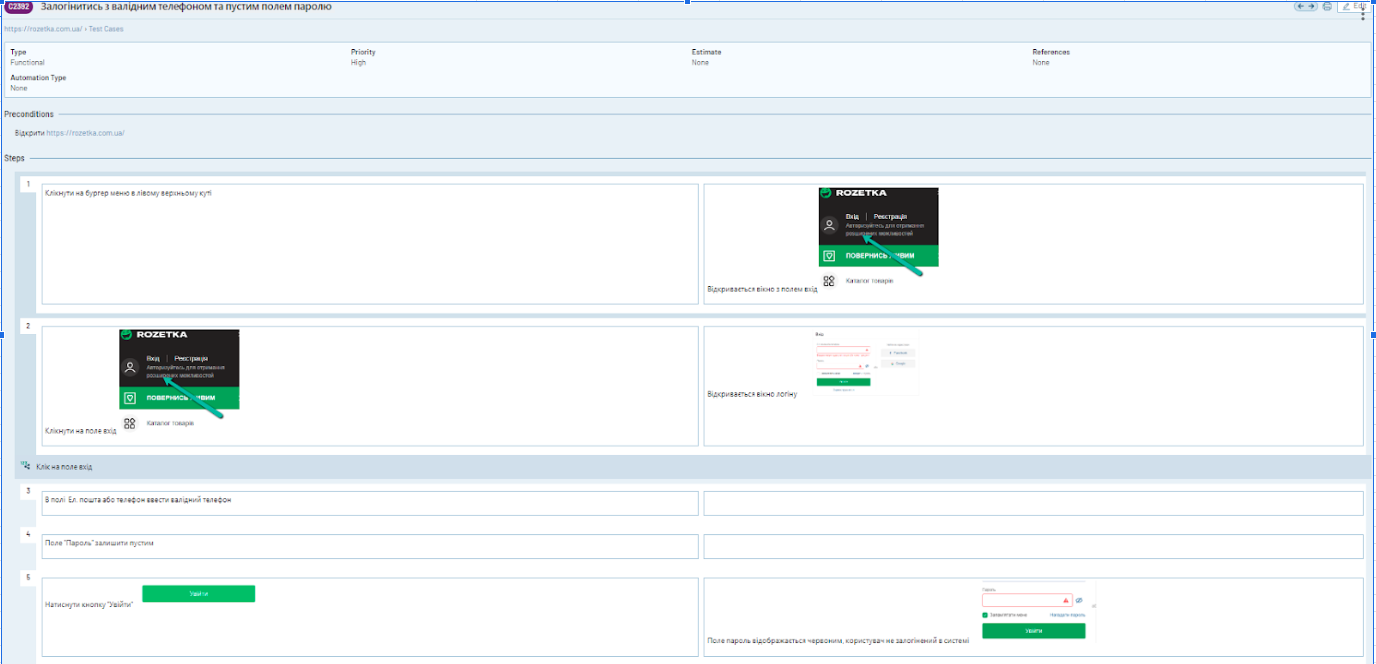 C2392 Залогінитись з валідним телефоном та пустим полем паролю
Edit
https://rozetka.com.ua/ › Test Cases
Type Priority Estimate References
Functional High None None
Automation Type
None
Preconditions
Відкрити https://rozetka.com.ua/
Steps
1
Клікнути на бургер меню в лівому верхньому куті
ROZETKA
Вхід | Реєстрація
Авторизуйтесь для отримання
розширених можливостей
ПОВЕРНИСЬ ЖИВИМ
Каталог товарів
Відкривається вікно з полем вхід
2
ROZETKA
Вхід | Реєстрація
Авторизуйтесь для отримання
розширених можливостей
ПОВЕРНИСЬ ЖИВИМ
Каталог товарів
Клікнути на поле вхід
Вхід
Відкривається вікно логіну
Клік на поле вхід
3
В полі Ел. пошта або телефон ввести валідний телефон
4
Поле "Пароль" залишити пустим
5
Увійти
Натиснути кнопку "Увійти"
Пароль
Запам'ятати мене Нагадати пароль
Увійти
Поле пароль відображається червоним, користувач не залогінений в системі